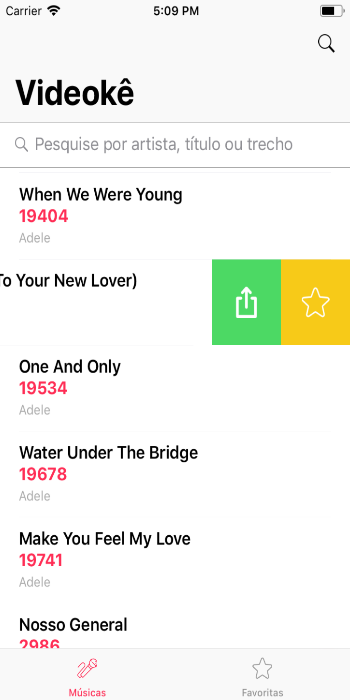 Carrier 5:09 PM
Videokê
Pesquise por artista, título ou trecho
When We Were Young
19404
Adele
To Your New Lover)
One And Only
19534
Adele
Water Under The Bridge
19678
Adele
Make You Feel My Love
19741
Adele
Nosso General
2986
Músicas
Favoritas